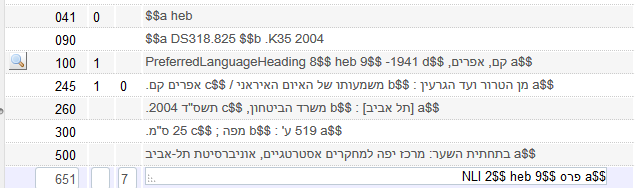 041 0 $$a heb
090 $$a DS318.825 $$b .K35 2004
100 1 $$a קם, אפרים, $$d 1941- $$9 heb $$8 PreferredLanguageHeading
245 1 0 $$a מן הטרור ועד הגרעין : $$b משמעותו של האיום האיראני / $$c אפרים קם.
260 $$a [תל אביב] : $$b משרד הביטחון, $$c תשס"ד 2004.
300 $$a 519 ע' : $$b מפה ; $$c 25 ס"מ.
500 $$a בתחתית השער: מרכז יפה למחקרים אסטרטגיים, אוניברסיטת תל-אביב
651 7 $$a פרס $$9 heb $$2 NLI